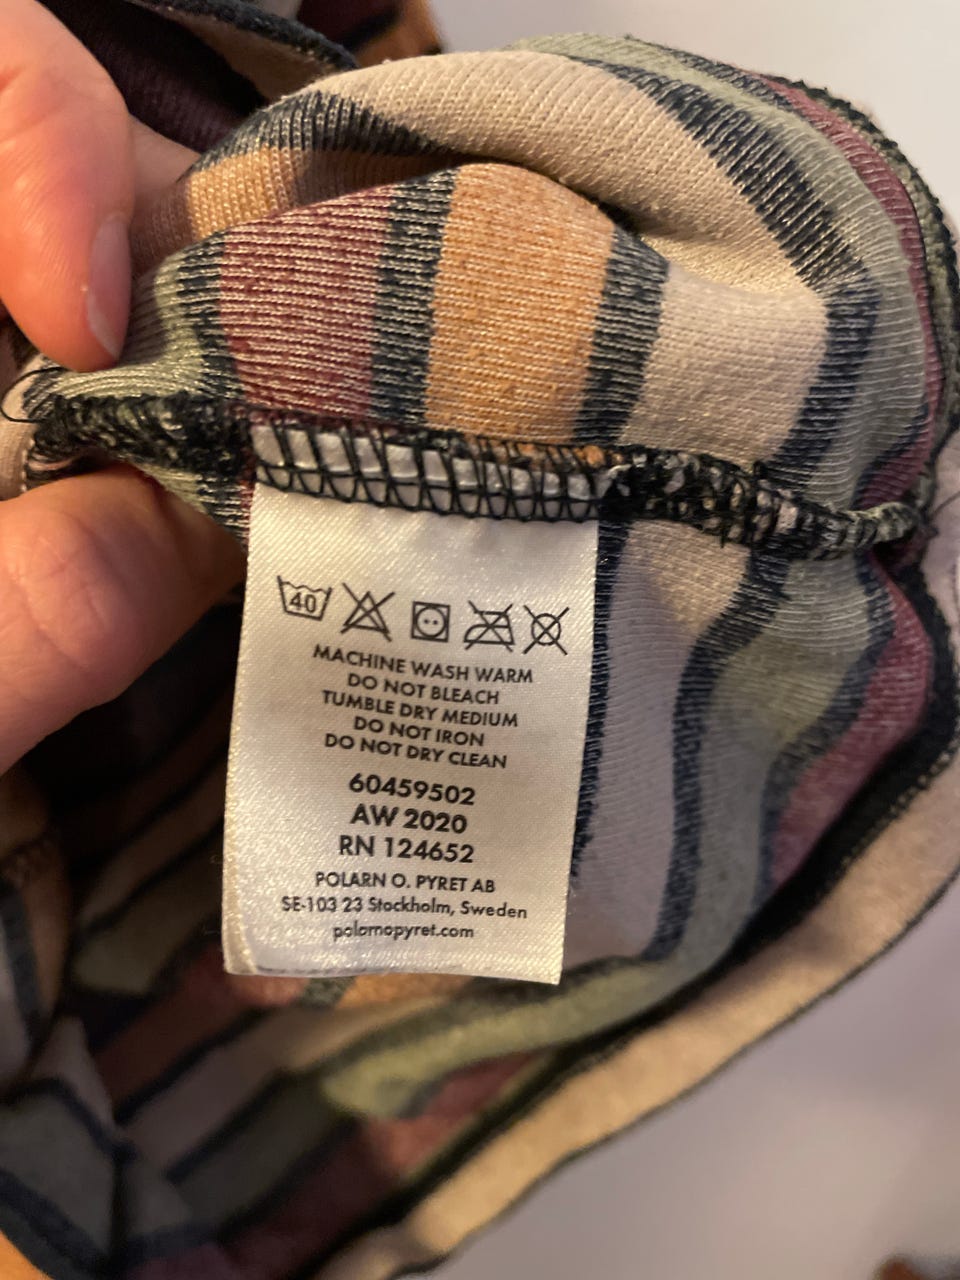 40
MACHINE WASH WARM
DO NOT BLEACH
TUMBLE DRY MEDIUM
DO NOT IRON
DO NOT DRY CLEAN
60459502
AW 2020
RN 124652
POLARN O. PYRET AB
SE-103 23 Stockholm, Sweden
polarnopyret.com